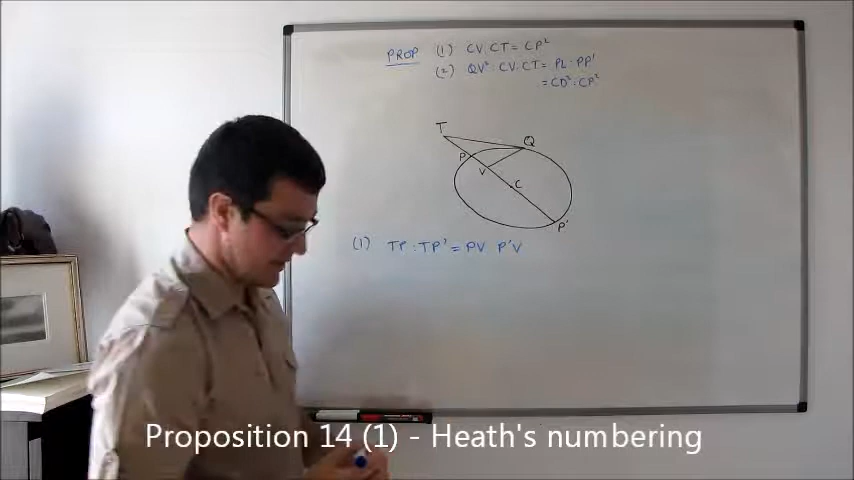 PROP (1) CV.CT = CP²
(2) QV² : CV.CT = PL : PP'
= CD² : CP²
T
Q
P
V
C
P'
(1) TP : TP' = PV P'V
Proposition 14 (1) - Heath's numbering